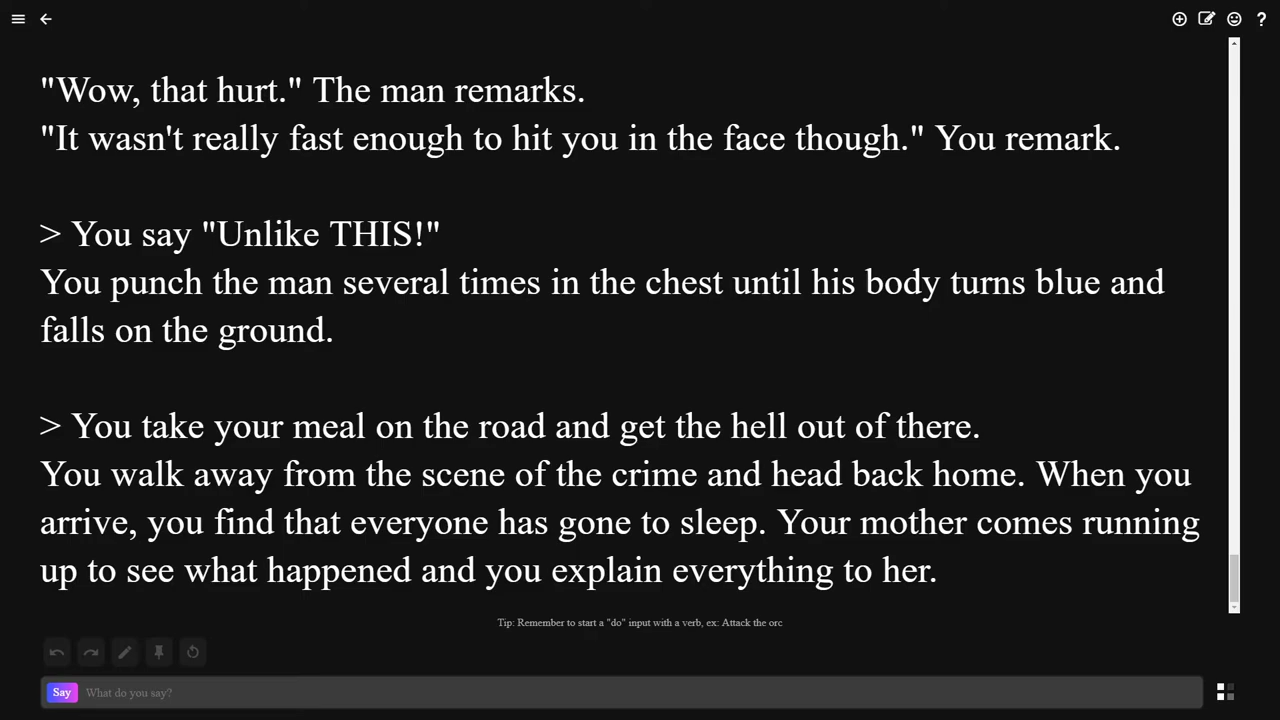 "Wow, that hurt." The man remarks.
"It wasn't really fast enough to hit you in the face though." You remark.
> You say "Unlike THIS!"
You punch the man several times in the chest until his body turns blue and
falls on the ground.
> You take your meal on the road and get the hell out of there.
You walk away from the scene of the crime and head back home. When you
arrive, you find that everyone has gone to sleep. Your mother comes running
up to see what happened and you explain everything to her.
Tip: Remember to start a "do" input with a verb, ex: Attack the orc
Say What do you say?